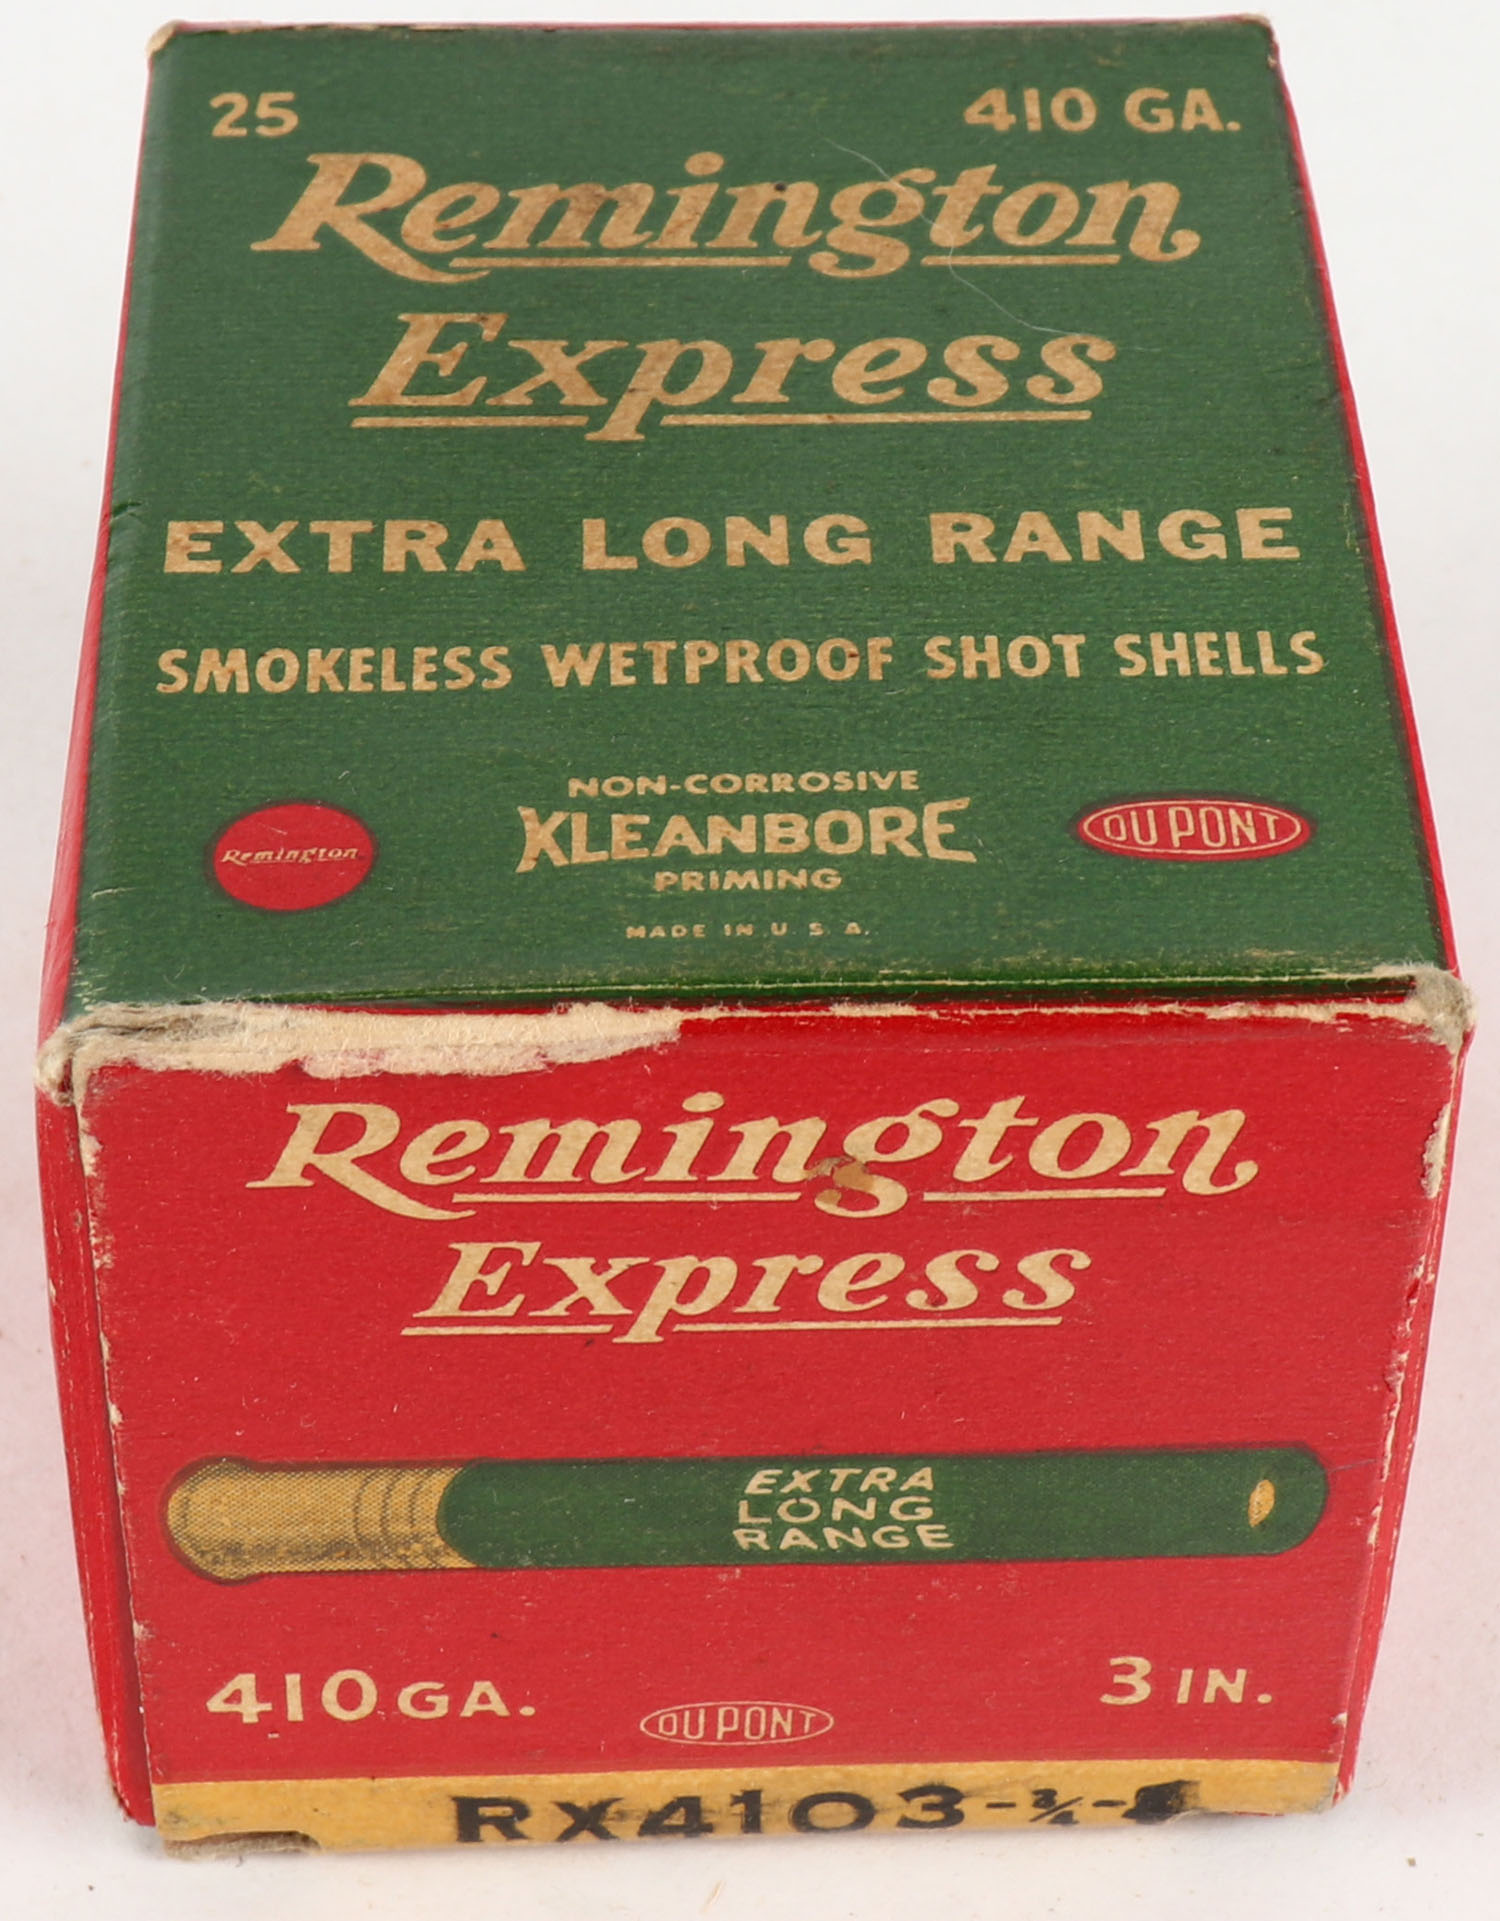 25 410 GA.
Remington
Express
EXTRA LONG RANGE
SMOKELESS WETPROOF SHOT SHELLS
NON-CORROSIVE
KLEANBORE
PRIMING
Remington
DU PONT
MADE IN U.S.A.
Remington
Express
EXTRA
LONG
RANGE
410 GA. 3 IN.
DU PONT
RX4103-3/4-